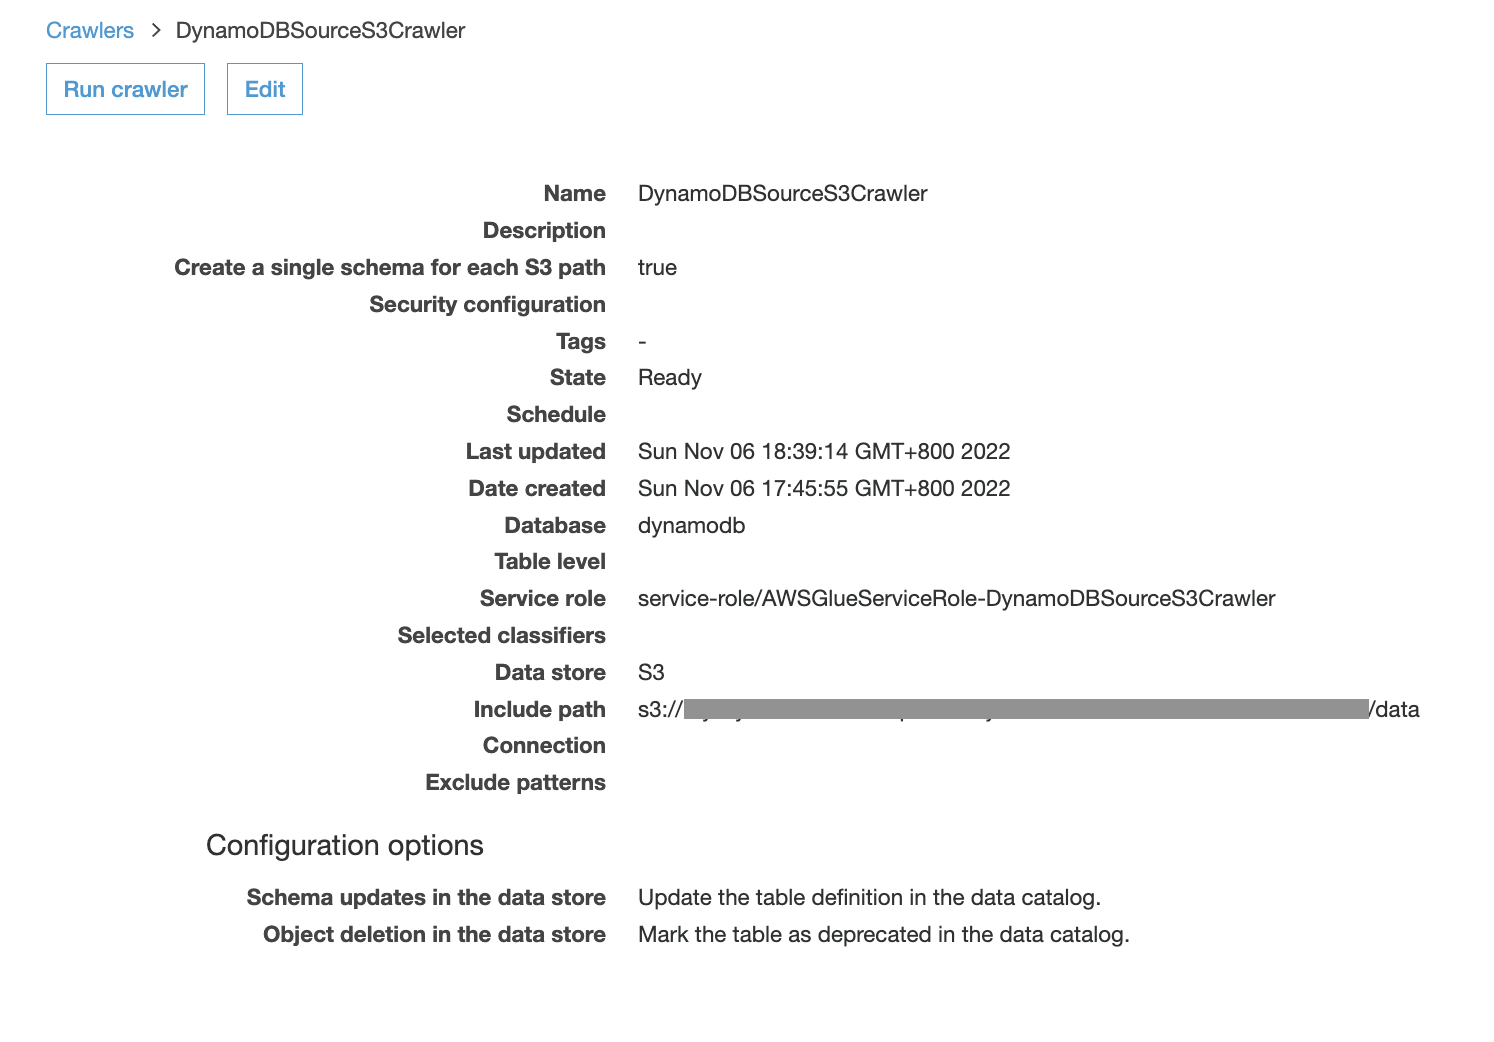 Crawlers > DynamoDBSourceS3Crawler
Run crawler Edit
Name DynamoDBSourceS3Crawler
Description
Create a single schema for each S3 path true
Security configuration
Tags -
State Ready
Schedule
Last updated Sun Nov 06 18:39:14 GMT+800 2022
Date created Sun Nov 06 17:45:55 GMT+800 2022
Database dynamodb
Table level
Service role service-role/AWSGlueServiceRole-DynamoDBSourceS3Crawler
Selected classifiers
Data store S3
Include path s3:// /data
Connection
Exclude patterns
Configuration options
Schema updates in the data store Update the table definition in the data catalog.
Object deletion in the data store Mark the table as deprecated in the data catalog.